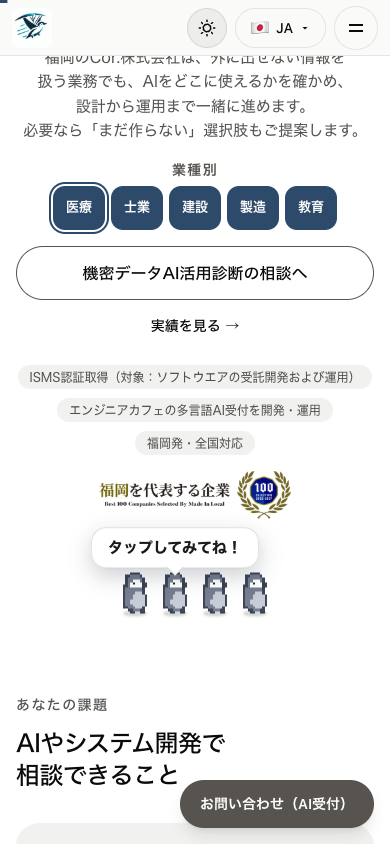 JA
福岡のCor.株式会社は、外に出せない情報を
扱う業務でも、AIをどこに使えるかを確かめ、
設計から運用まで一緒に進めます。
必要なら「まだ作らない」選択肢もご提案します。
業種別
医療
士業
建設
製造
教育
機密データAI活用診断の相談へ
実績を見る →
ISMS認証取得（対象：ソフトウエアの受託開発および運用）
エンジニアカフェの多言語AI受付を開発・運用
福岡発・全国対応
福岡を代表する企業
100
Best 100 Companies Selected By Made In Local
タップしてみてね！
あなたの課題
AIやシステム開発で
相談できること
お問い合わせ（AI受付）